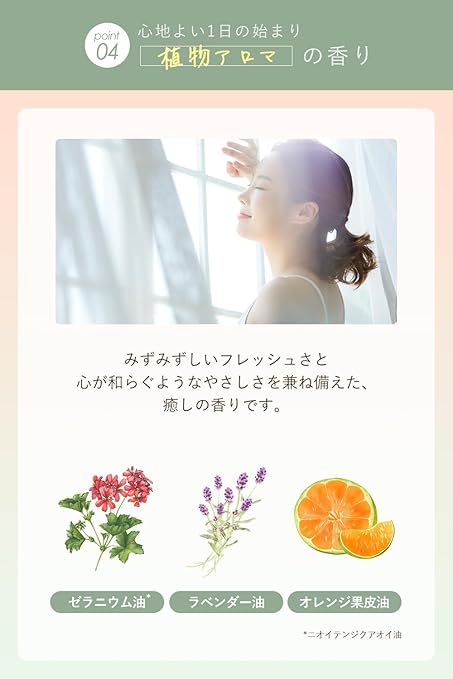 point
04
心地よい1日の始まり
植物アロマ の香り
みずみずしいフレッシュさと
心が和らぐようなやさしさを兼ね備えた、
癒しの香りです。
ゼラニウム油*
ラベンダー油
オレンジ果皮油
*ニオイテンジクアオイ油